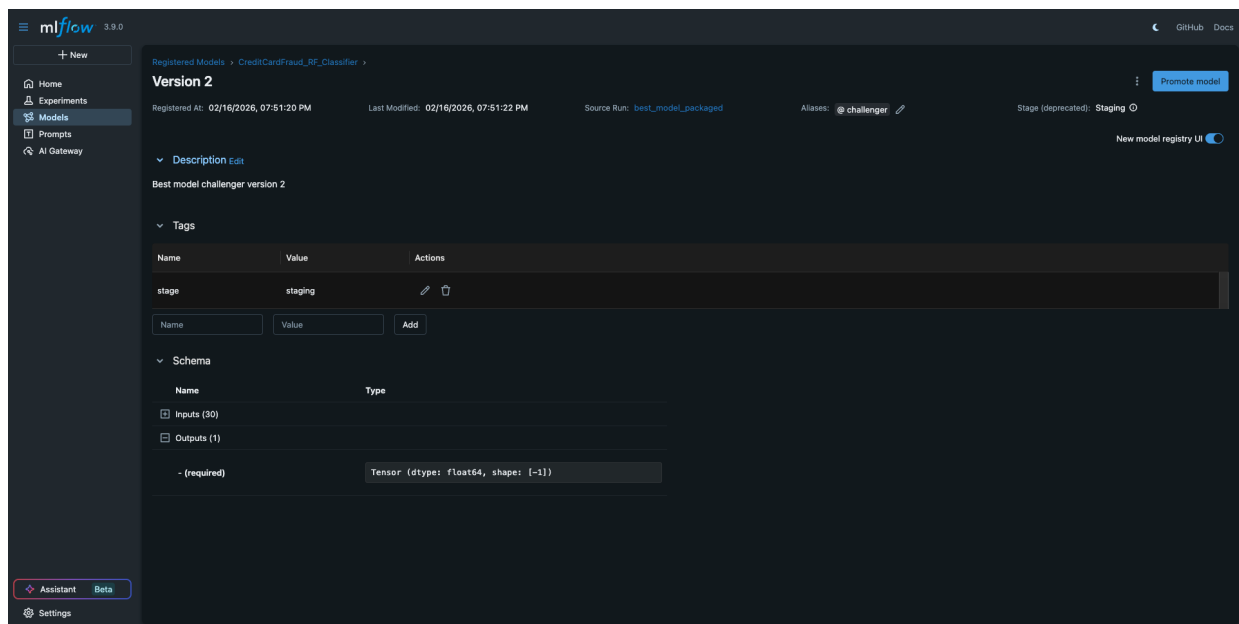 mlflow 3.9.0
GitHub Docs
+ New
Home
Experiments
Models
Prompts
AI Gateway
Assistant Beta
Settings
Registered Models › CreditCardFraud_RF_Classifier ›
Version 2
Promote model
Registered At: 02/16/2026, 07:51:20 PM Last Modified: 02/16/2026, 07:51:22 PM Source Run: best_model_packaged Aliases: @ challenger Stage (deprecated): Staging
New model registry UI
Description Edit
Best model challenger version 2
Tags
Name Value Actions
stage staging
Name Value Add
Schema
Name Type
Inputs (30)
Outputs (1)
- (required) Tensor (dtype: float64, shape: [-1])